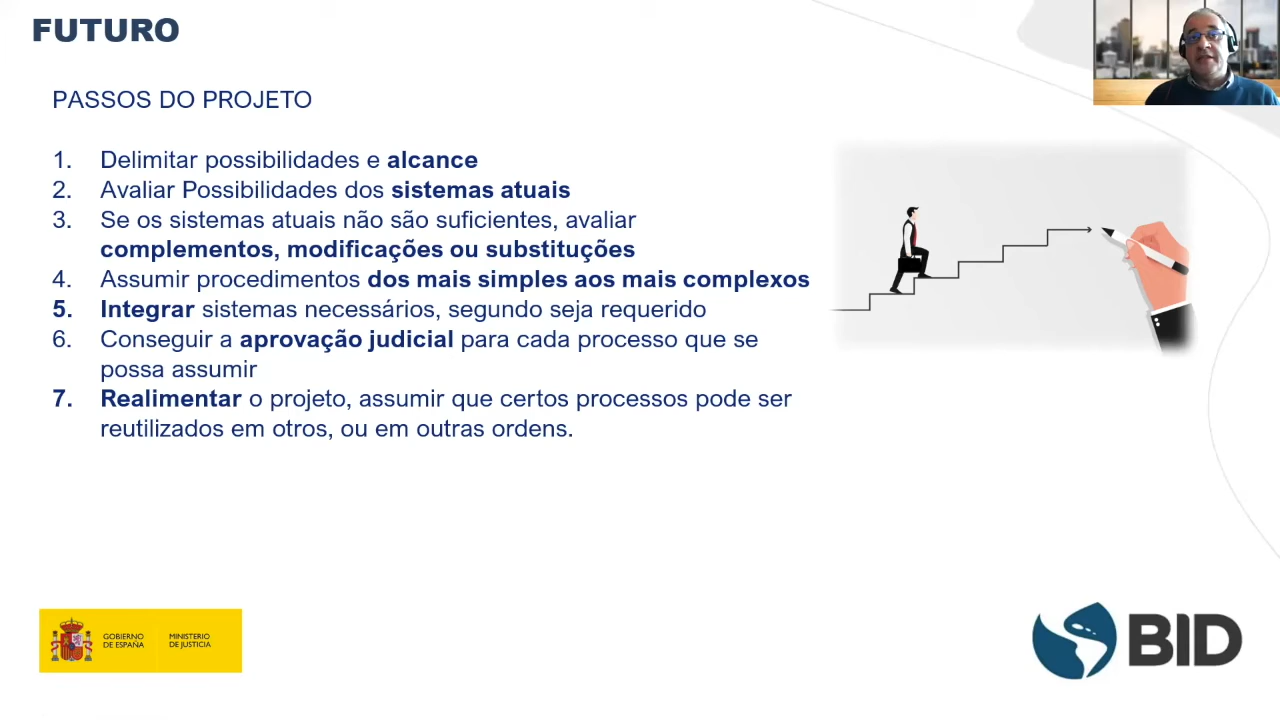 FUTURO
PASSOS DO PROJETO
1. Delimitar possibilidades e alcance
2. Avaliar Possibilidades dos sistemas atuais
3. Se os sistemas atuais não são suficientes, avaliar
complementos, modificações ou substituções
4. Assumir procedimentos dos mais simples aos mais complexos
5. Integrar sistemas necessários, segundo seja requerido
6. Conseguir a aprovação judicial para cada processo que se
possa assumir
7. Realimentar o projeto, assumir que certos processos pode ser
reutilizados em otros, ou em outras ordens.
GOBIERNO
DE ESPAÑA
MINISTERIO
DE JUSTICIA
BID